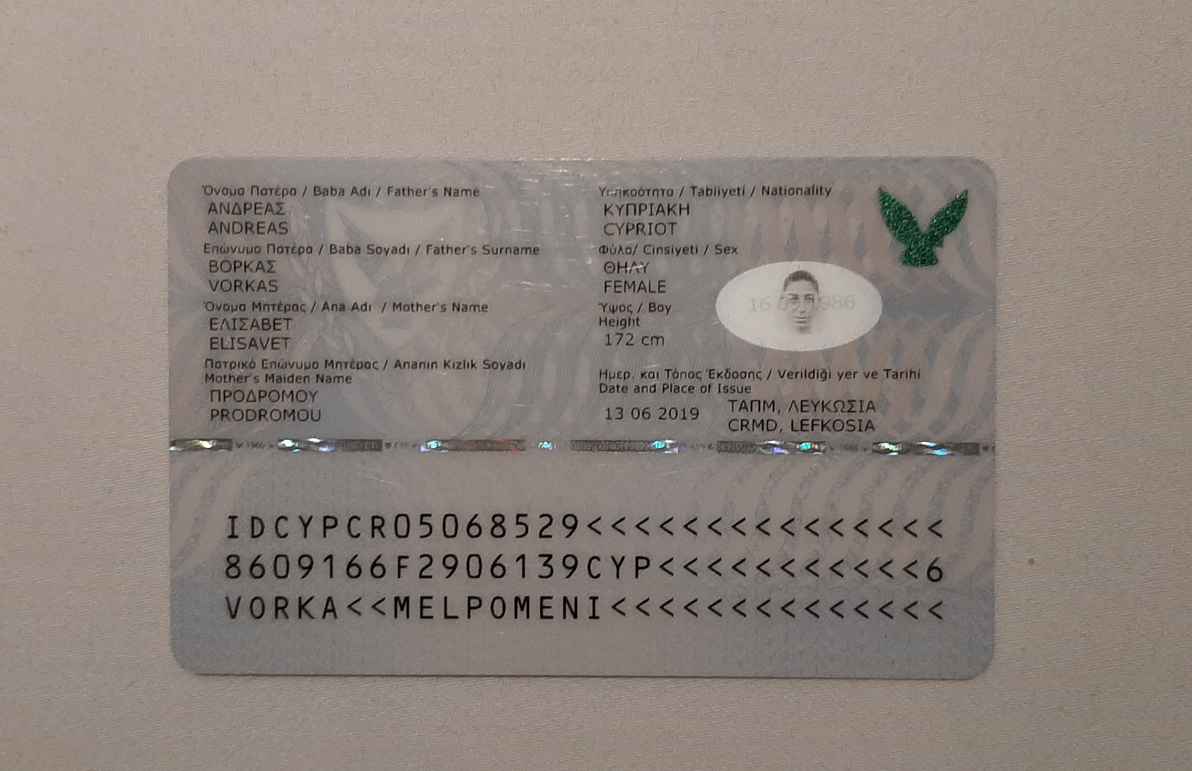 Όνομα Πατέρα / Baba Adı / Father's Name
ΑΝΔΡΕΑΣ
ANDREAS
Επώνυμο Πατέρα / Baba Soyadı / Father's Surname
ΒΟΡΚΑΣ
VORKAS
Όνομα Μητέρας / Ana Adı / Mother's Name
ΕΛΙΣΑΒΕΤ
ELISAVET
Πατρικό Επώνυμο Μητέρας / Ananın Kızlık Soyadı
Mother's Maiden Name
ΠΡΟΔΡΟΜΟΥ
PRODROMOU
Υπηκοότητα / Tabiiyeti / Nationality
ΚΥΠΡΙΑΚΗ
CYPRIOT
Φύλο/ Cinsiyeti / Sex
ΘΗΛΥ
FEMALE
Ύψος / Boy
Height
172 cm
Ημερ. και Τόπος Έκδοσης / Verildiği yer ve Tarihi
Date and Place of Issue
13 06 2019
ΤΑΠΜ, ΛΕΥΚΩΣΙΑ
CRMD, LEFKOSIA
IDCYPCR05068529<<<<<<<<<<<<<<<
8609166F2906139CYP<<<<<<<<<<<6
VORKA<<MELPOMENI<<<<<<<<<<<<<<